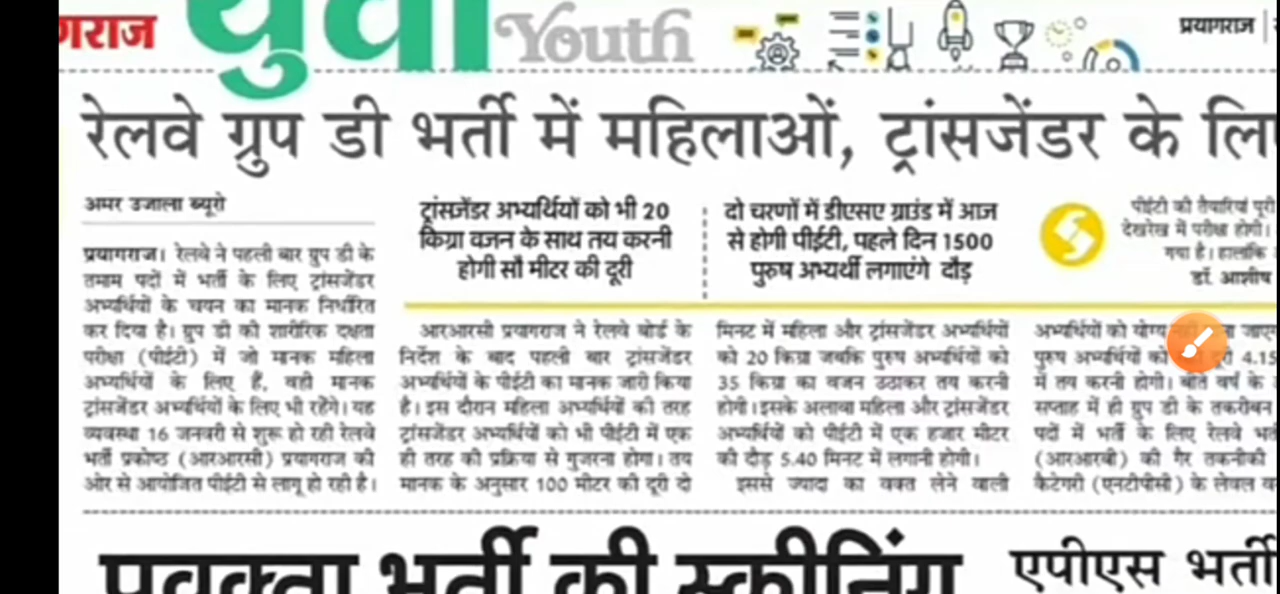 गराज
युवा
Youth
प्रयागराज
रेलवे ग्रुप डी भर्ती में महिलाओं, ट्रांसजेंडर के लि
अमर उजाला ब्यूरो
प्रयागराज। रेलवे ने पहली बार ग्रुप डी के
तमाम पदों में भर्ती के लिए ट्रांसजेंडर
अभ्यर्थियों के चयन का मानक निर्धारित
कर दिया है। ग्रुप डी की शारीरिक दक्षता
परीक्षा (पीईटी) में जो मानक महिला
अभ्यर्थियों के लिए हैं, वही मानक
ट्रांसजेंडर अभ्यर्थियों के लिए भी रहेंगे। यह
व्यवस्था 16 जनवरी से शुरू हो रही रेलवे
भर्ती प्रकोष्ठ (आरआरसी) प्रयागराज की
ओर से आयोजित पीईटी से लागू हो रही है।
ट्रांसजेंडर अभ्यर्थियों को भी 20
किग्रा वजन के साथ तय करनी
होगी सौ मीटर की दूरी
दो चरणों में डीएसए ग्राउंड में आज
से होगी पीईटी, पहले दिन 1500
पुरुष अभ्यर्थी लगाएंगे दौड़
पीईटी की तैयारियां पूरी
देखरेख में परीक्षा होगी।
गया है। हालांकि
डॉ. आशीष
आरआरसी प्रयागराज ने रेलवे बोर्ड के
निर्देश के बाद पहली बार ट्रांसजेंडर
अभ्यर्थियों के पीईटी का मानक जारी किया
है। इस दौरान महिला अभ्यर्थियों की तरह
ट्रांसजेंडर अभ्यर्थियों को भी पीईटी में एक
ही तरह की प्रक्रिया से गुजरना होगा। तय
मानक के अनुसार 100 मीटर की दूरी दो
मिनट में महिला और ट्रांसजेंडर अभ्यर्थियों
को 20 किग्रा जबकि पुरुष अभ्यर्थियों को
35 किग्रा का वजन उठाकर तय करनी
होगी। इसके अलावा महिला और ट्रांसजेंडर
अभ्यर्थियों को पीईटी में एक हजार मीटर
की दौड़ 5.40 मिनट में लगानी होगी।
इससे ज्यादा का वक्त लेने वाली
अभ्यर्थियों को योग्य
पुरुष अभ्यर्थियों को दूरी 4.15
में तय करनी होगी। बीते वर्ष के
सप्ताह में ही ग्रुप डी के तकरीबन
पदों में भर्ती के लिए रेलवे भर्ती
(आरआरबी) की गैर तकनीकी
कैटेगरी (एनटीपीसी) के लेवल
प्रवक्ता भर्ती की स्क्रीनिंग
एपीएस भर्ती